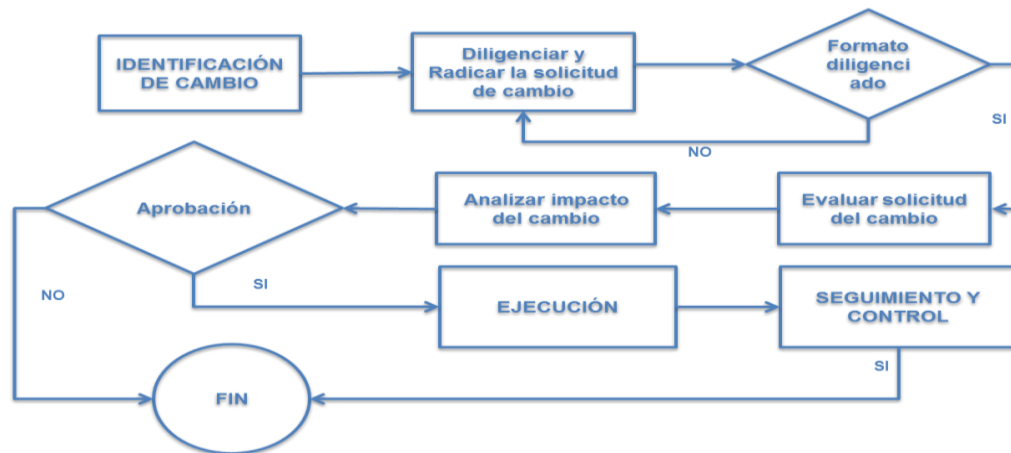 IDENTIFICACIÓN
DE CAMBIO
Diligenciar y
Radicar la solicitud
de cambio
Formato
diligenci
ado
SI
NO
Aprobación
Analizar impacto
del cambio
Evaluar solicitud
del cambio
NO
SI
EJECUCIÓN
SEGUIMIENTO Y
CONTROL
SI
FIN